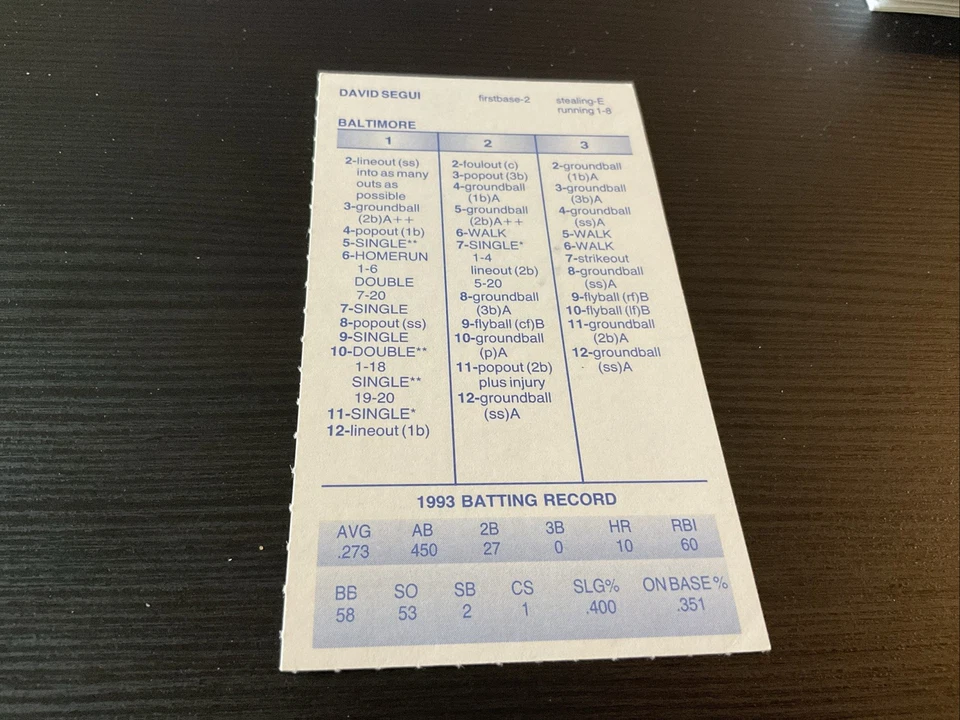 DAVID SEGUI firstbase-2 stealing-E
running 1-8
BALTIMORE
1
2-lineout (ss)
into as many
outs as
possible
3-groundball
(2b)A++
4-popout (1b)
5-SINGLE**
6-HOMERUN
1-6
DOUBLE
7-20
7-SINGLE
8-popout (ss)
9-SINGLE
10-DOUBLE**
1-18
SINGLE**
19-20
11-SINGLE*
12-lineout (1b)
2
2-foulout (c)
3-popout (3b)
4-groundball
(1b)A
5-groundball
(2b)A++
6-WALK
7-SINGLE*
1-4
lineout (2b)
5-20
8-groundball
(3b)A
9-flyball (cf)B
10-groundball
(p)A
11-popout (2b)
plus injury
12-groundball
(ss)A
3
2-groundball
(1b)A
3-groundball
(3b)A
4-groundball
(ss)A
5-WALK
6-WALK
7-strikeout
8-groundball
(ss)A
9-flyball (rf)B
10-flyball (lf)B
11-groundball
(2b)A
12-groundball
(ss)A
1993 BATTING RECORD
AVG AB 2B 3B HR RBI
.273 450 27 0 10 60
BB SO SB CS SLG% ON BASE %
58 53 2 1 .400 .351